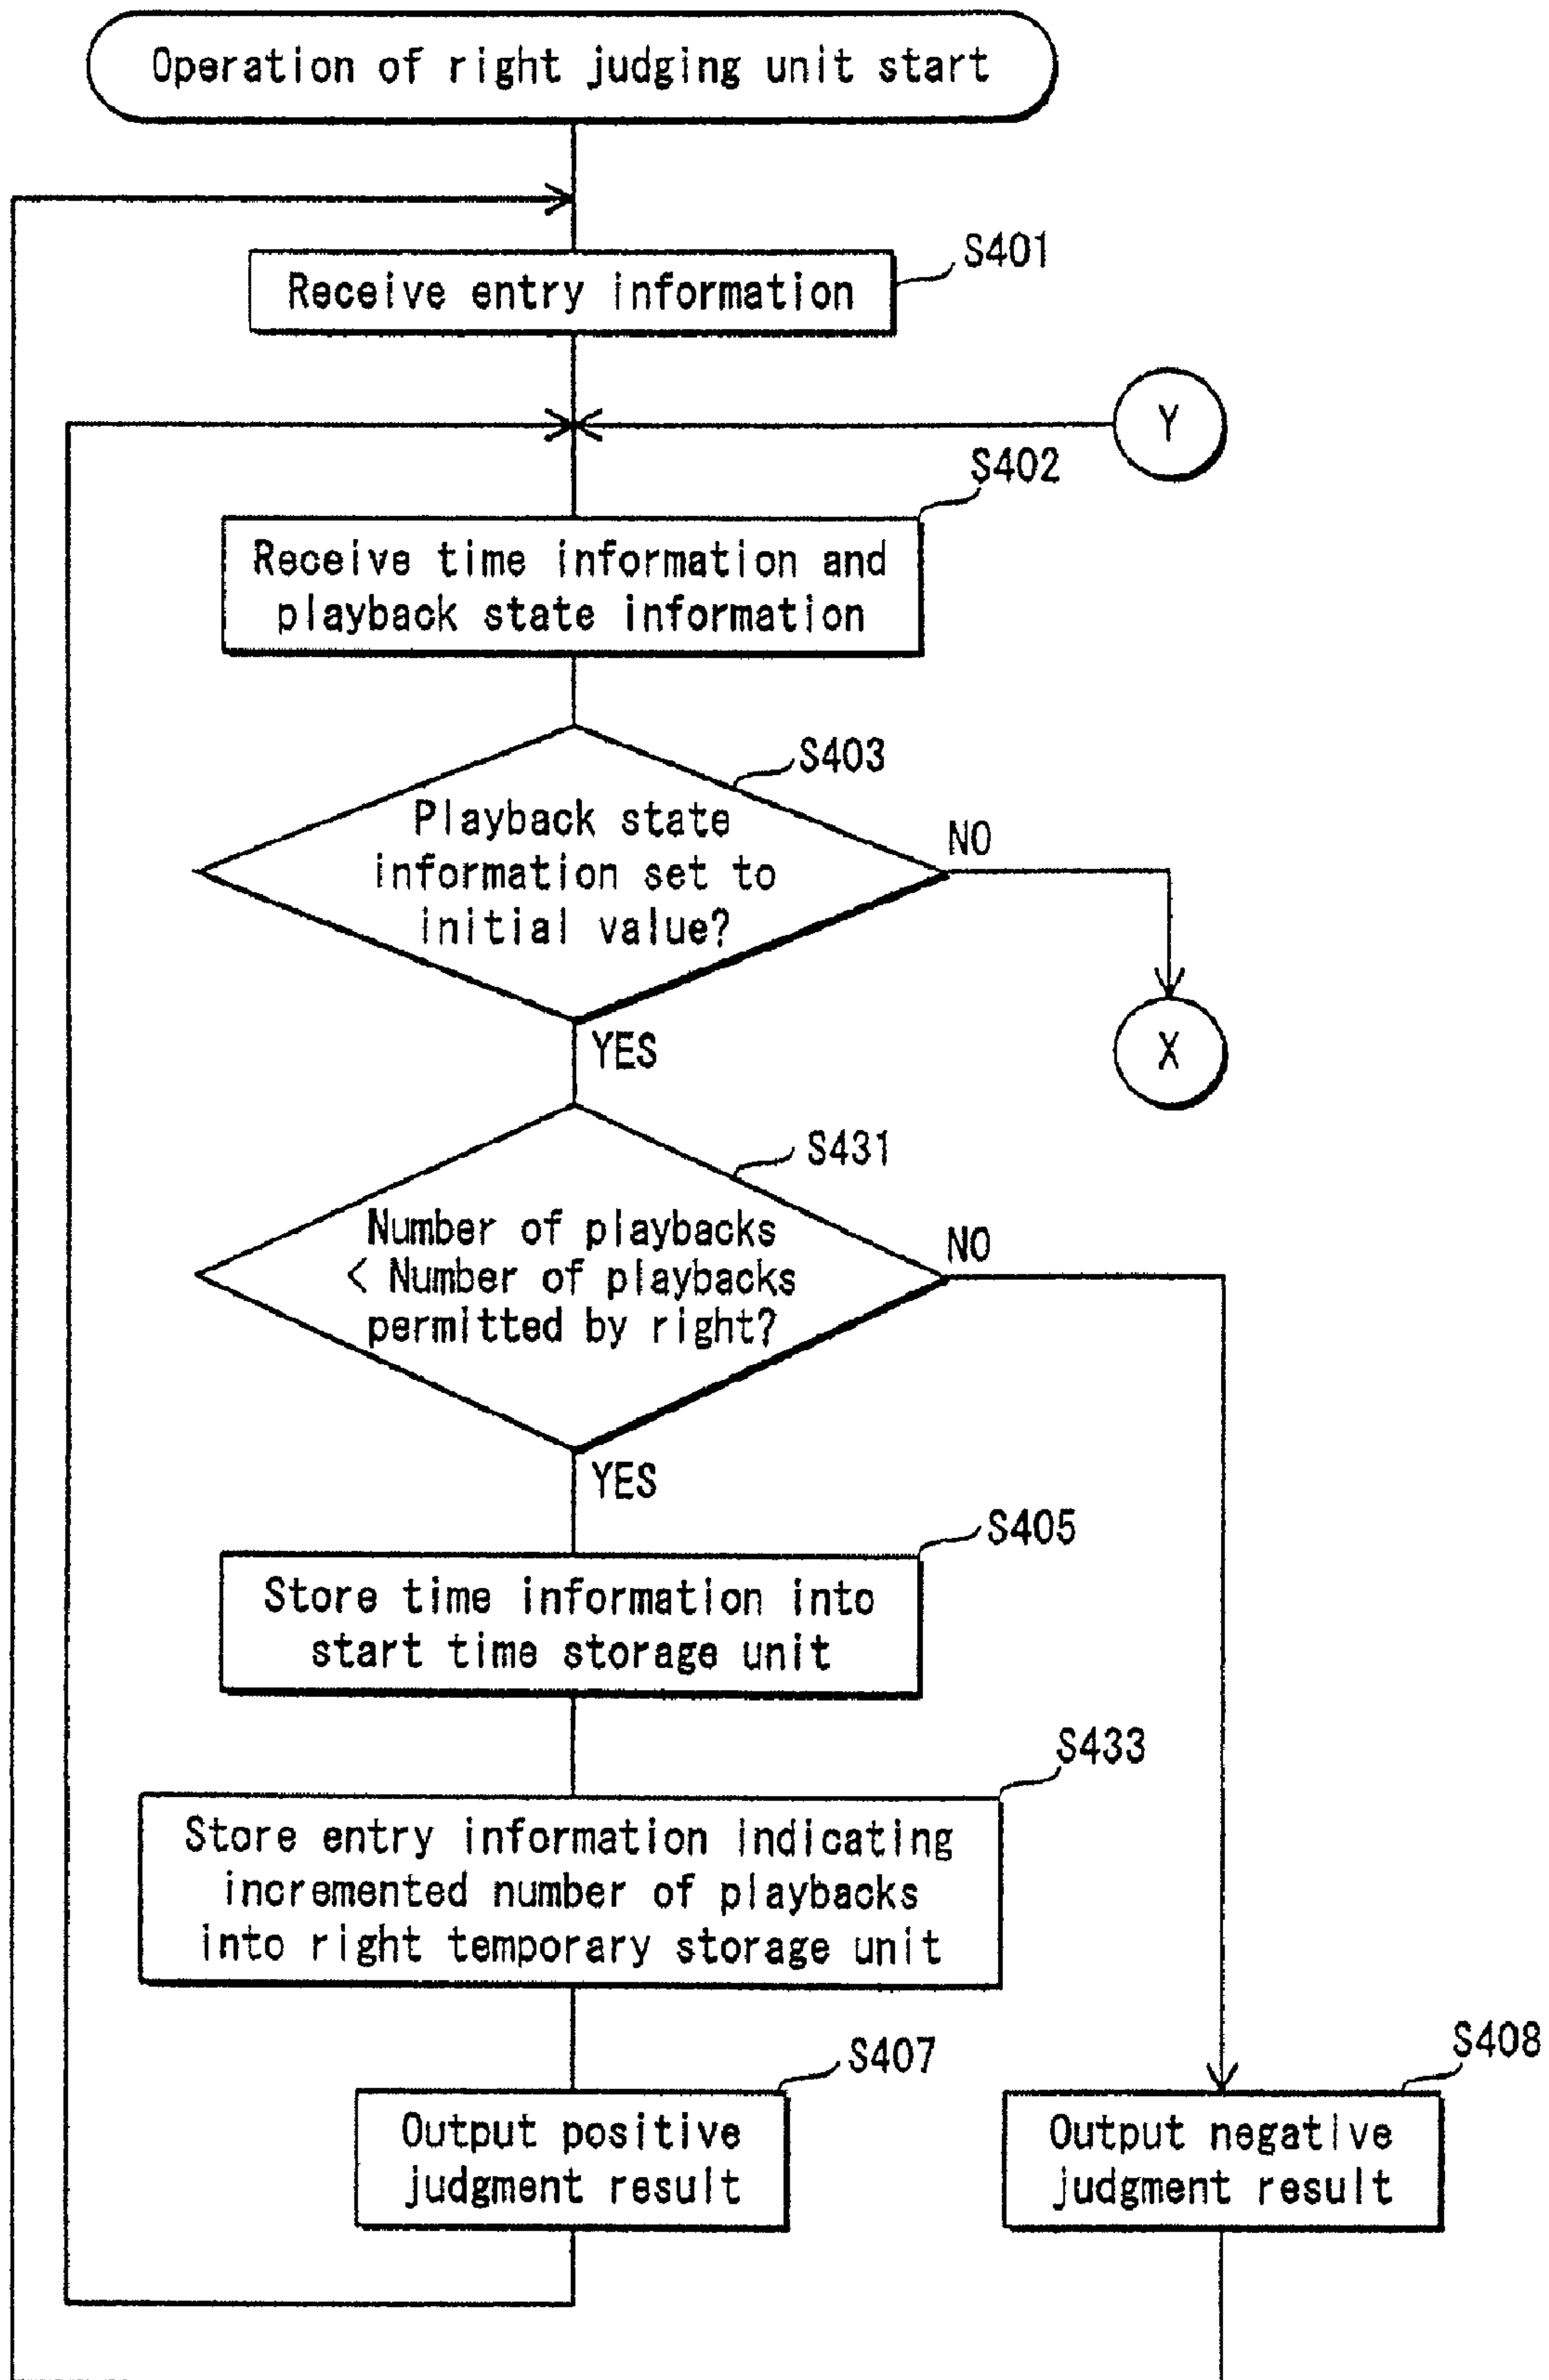 Operation of right judging unit start
S401
Receive entry information
Y
S402
Receive time information and
playback state information
S403
Playback state
information set to
initial value?
NO
YES
X
S431
Number of playbacks
< Number of playbacks
permitted by right?
NO
YES
S405
Store time information into
start time storage unit
S433
Store entry information indicating
incremented number of playbacks
into right temporary storage unit
S407
Output positive
judgment result
S408
Output negative
judgment result